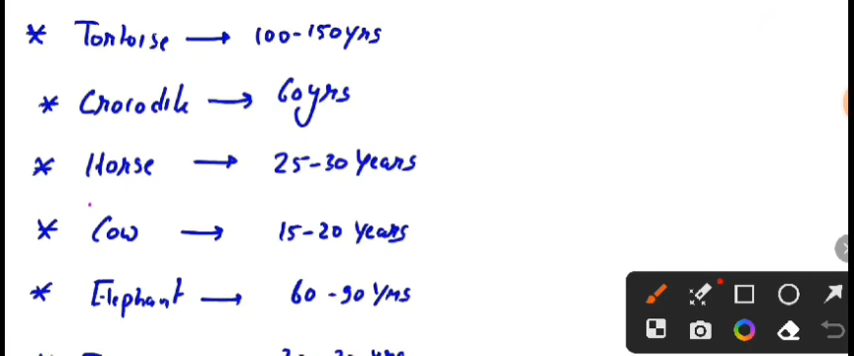 * Tortoise → 100-150yrs
* Crocodile → 60yrs
* Horse → 25-30 Years
* Cow → 15-20 Years
* Elephant → 60-90 Yrs